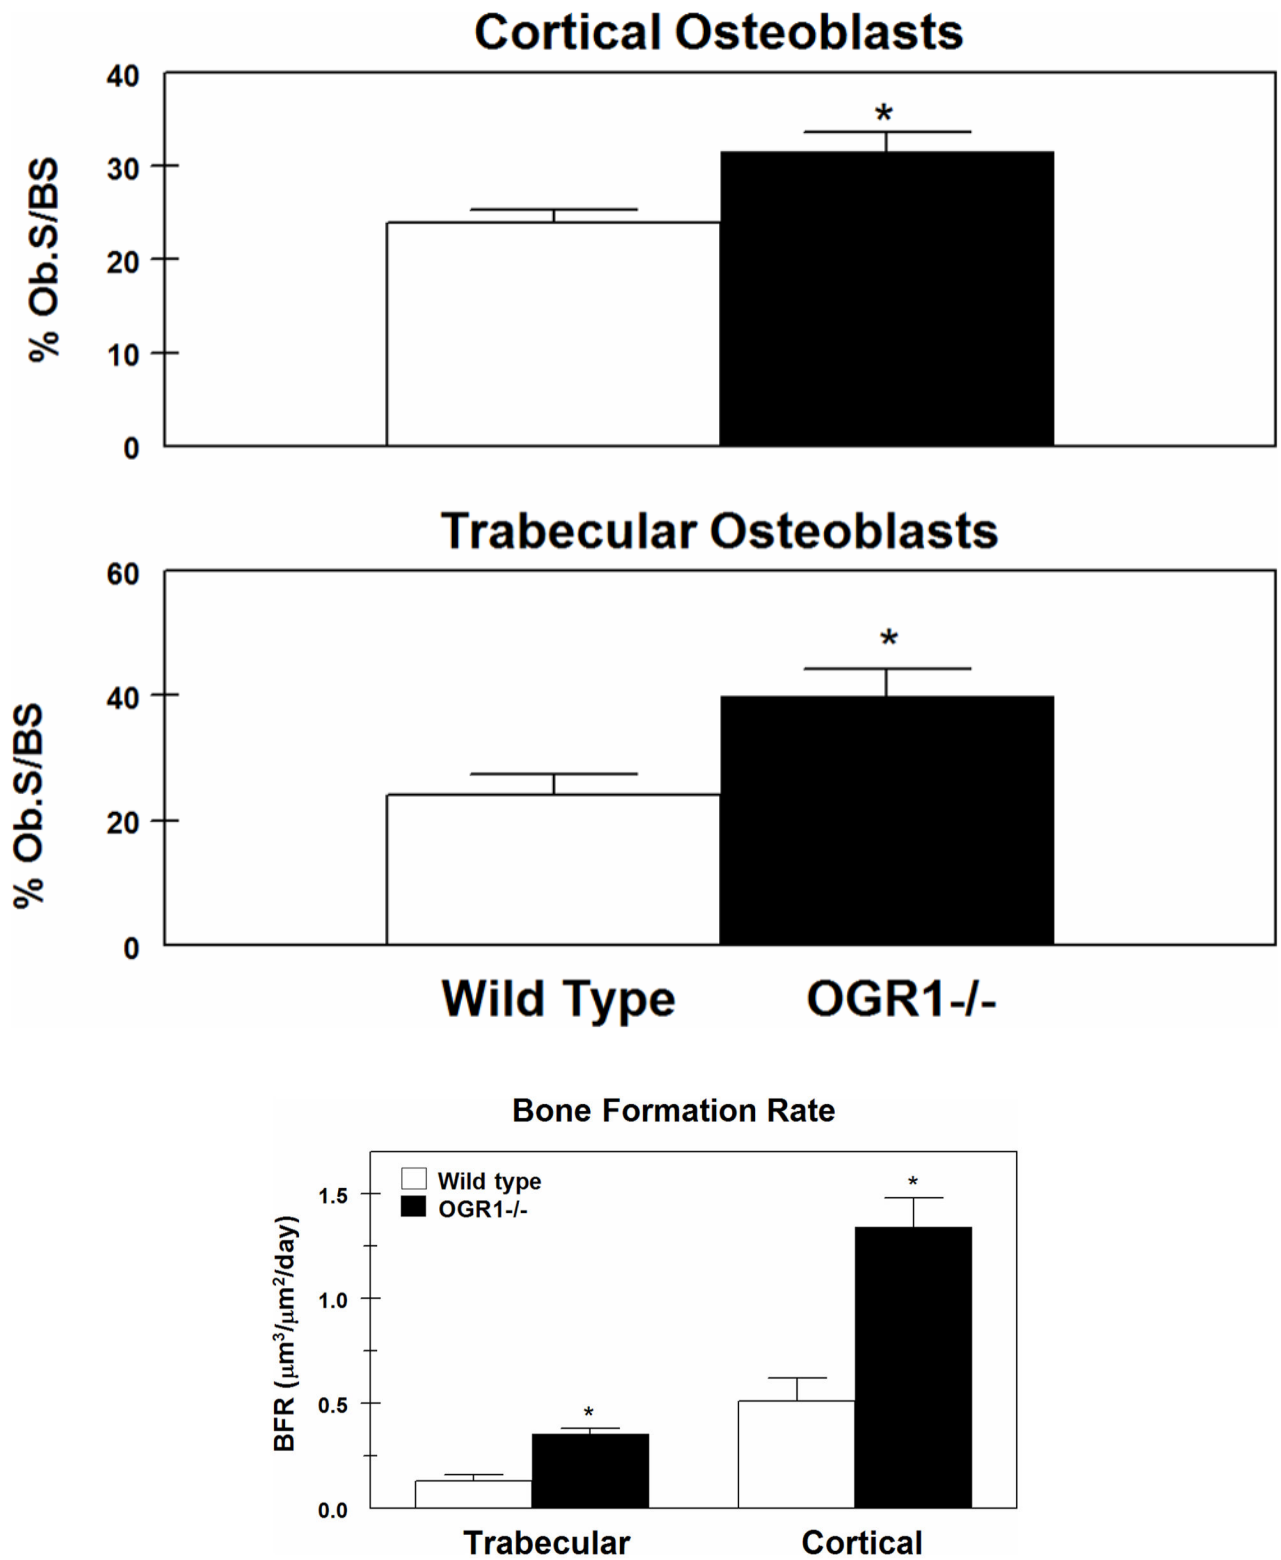 Cortical Osteoblasts
40
30
20
10
0
% Ob.S/BS
*
Trabecular Osteoblasts
60
40
20
0
% Ob.S/BS
*
Wild Type OGR1-/-
Bone Formation Rate
Wild type
OGR1-/-
1.5
1.0
0.5
0.0
BFR (μm³/μm²/day)
*
*
Trabecular Cortical